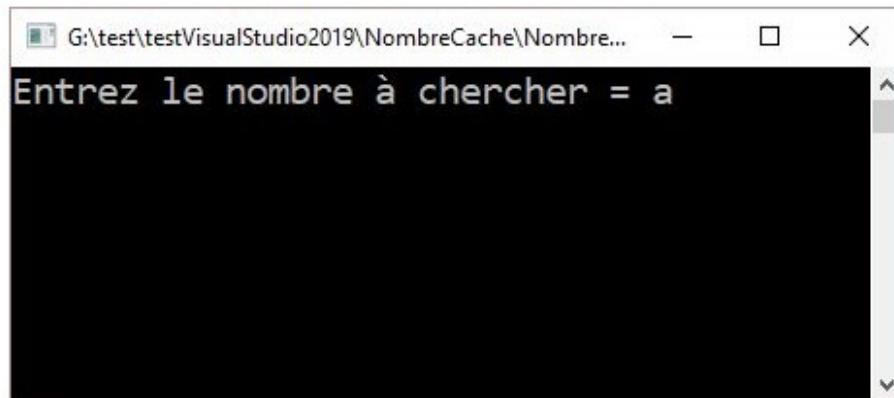 G:\test\testVisualStudio2019\NombreCache\Nombre...
Entrez le nombre à chercher = a